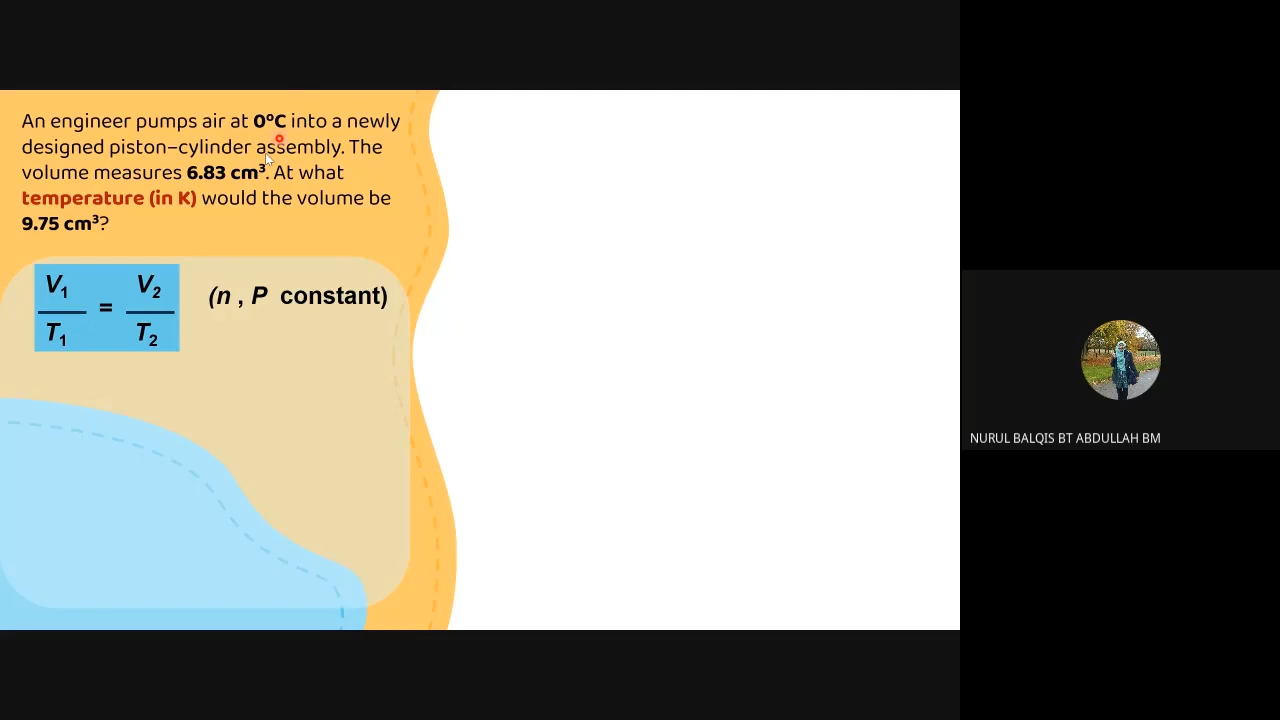 An engineer pumps air at 0°C into a newly
designed piston–cylinder assembly. The
volume measures 6.83 cm³. At what
temperature (in K) would the volume be
9.75 cm³?
V₁/T₁ = V₂/T₂ (n , P constant)
NURUL BALQIS BT ABDULLAH BM